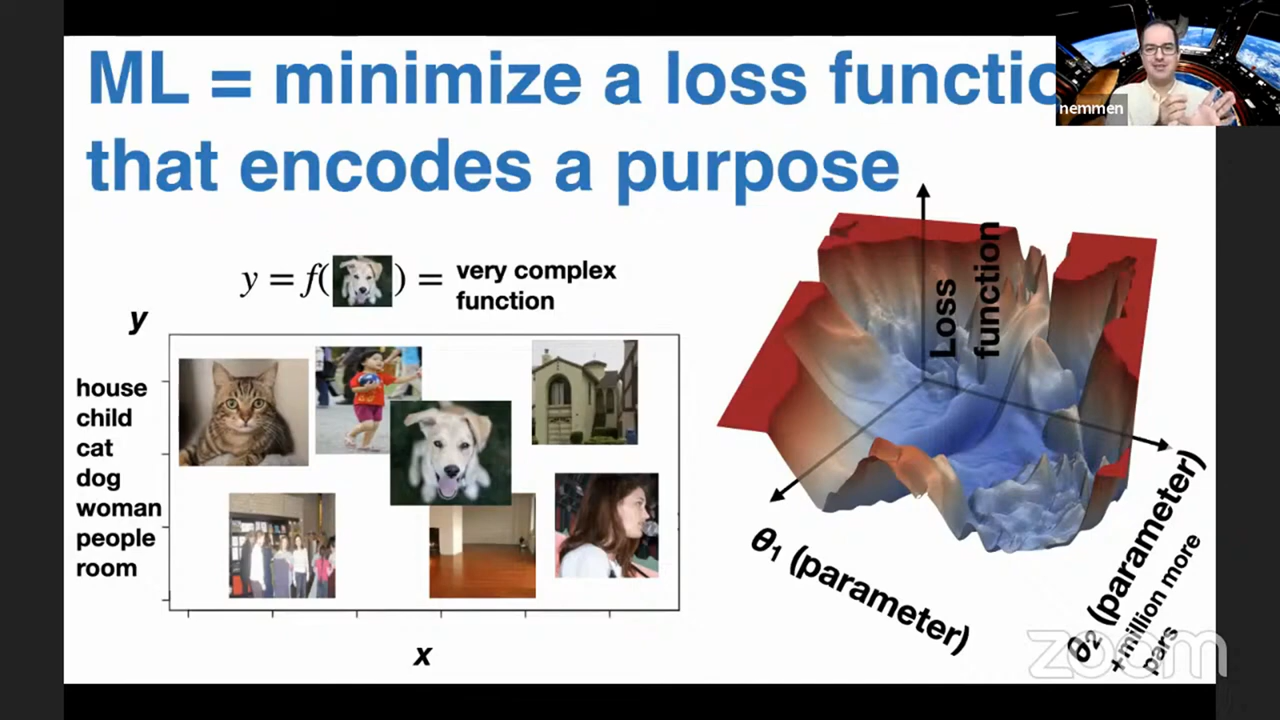 ML = minimize a loss functio
that encodes a purpose
nemmen
y = f( ) = very complex
function
y
house
child
cat
dog
woman
people
room
x
Loss
function
θ1 (parameter)
θ2 (parameter)
+million more
pars
zoom